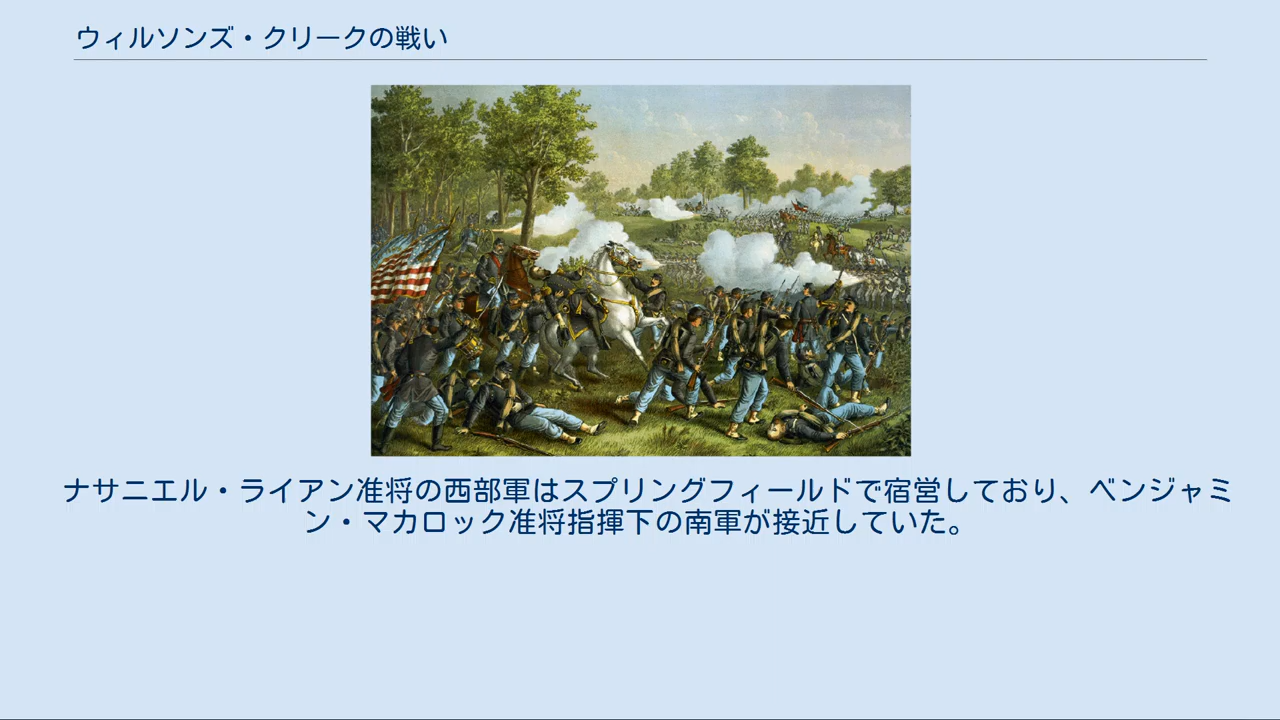 ウィルソンズ・クリークの戦い
ナサニエル・ライアン准将の西部軍はスプリングフィールドで宿営しており、ベンジャミ
ン・マカロック准将指揮下の南軍が接近していた。